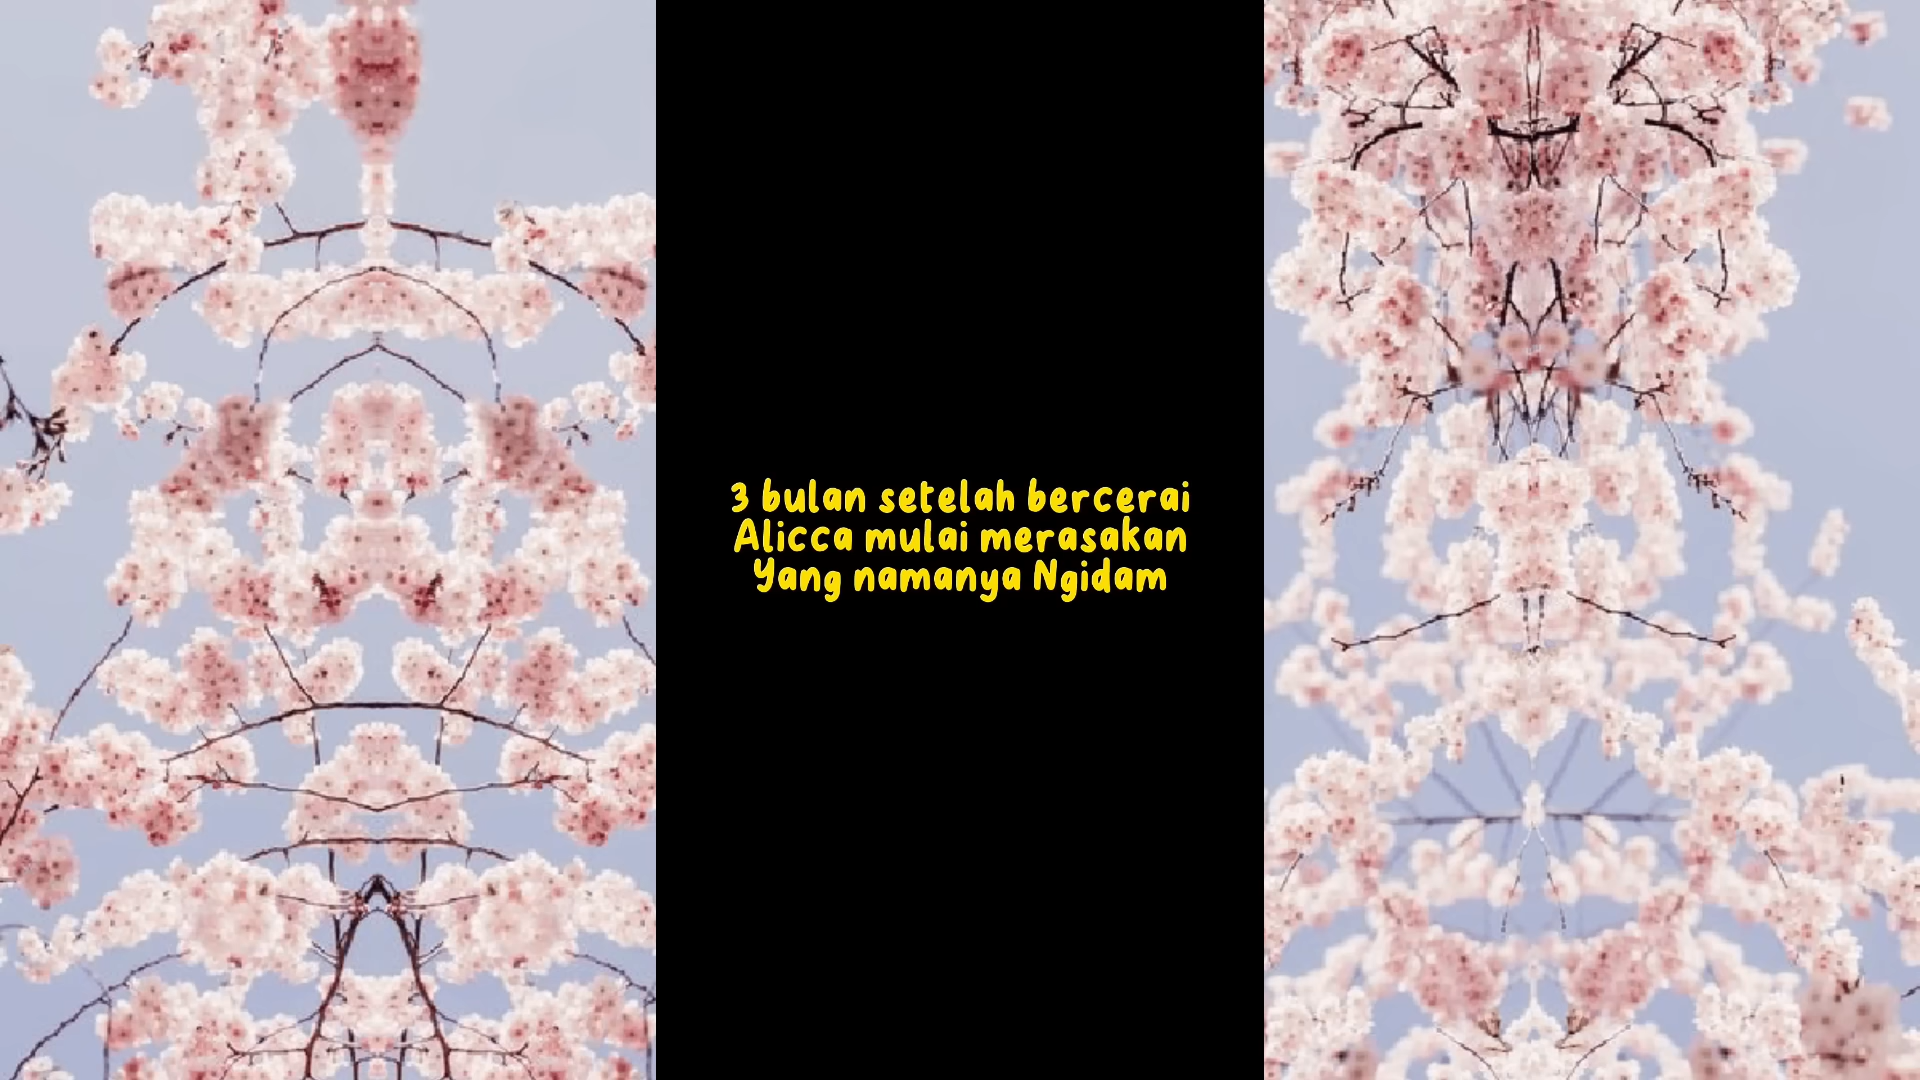 3 bulan setelah bercerai
Alicca mulai merasakan
Yang namanya Ngidam